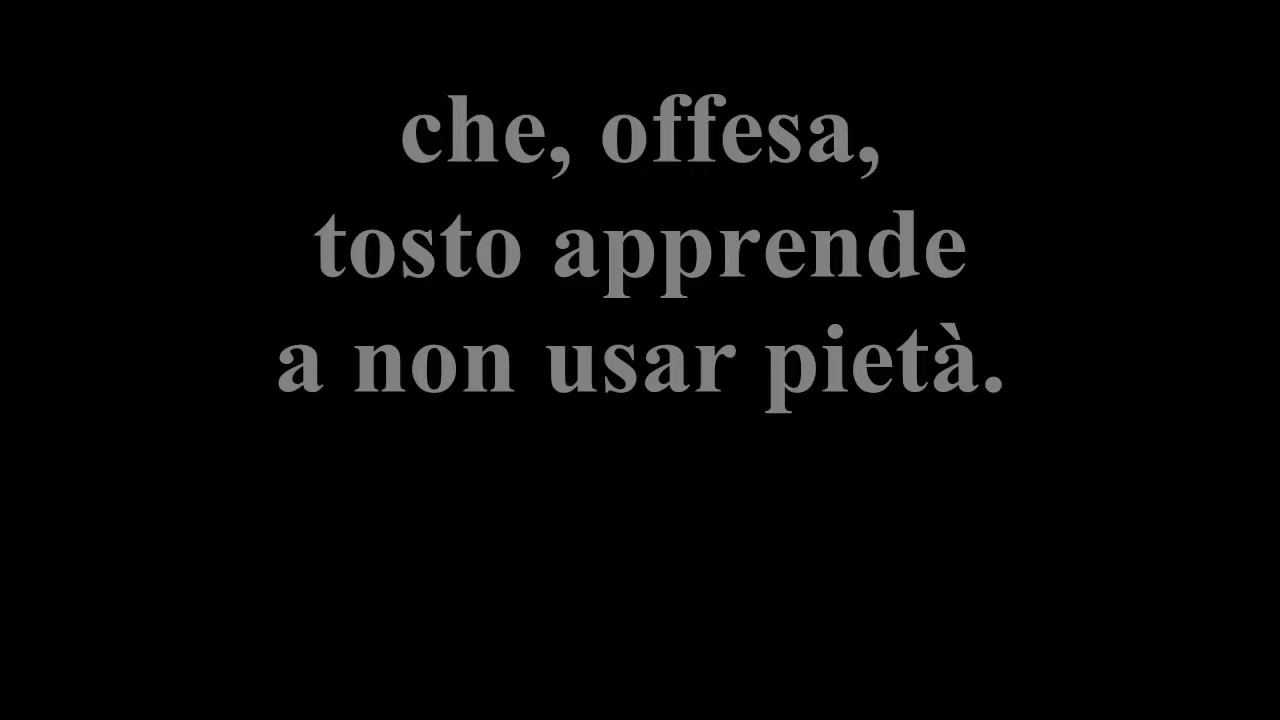 che, offesa,
tosto apprende
a non usar pietà.